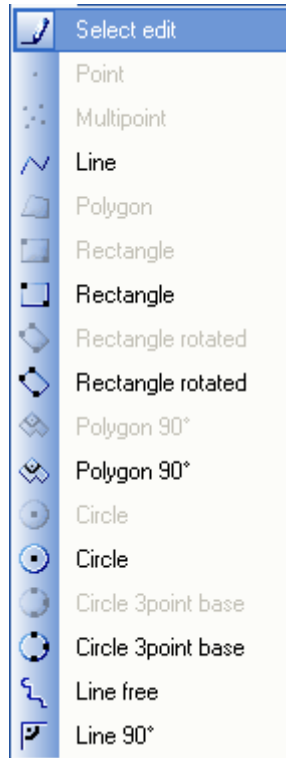 Select edit
Point
Multipoint
Line
Polygon
Rectangle
Rectangle
Rectangle rotated
Rectangle rotated
Polygon 90°
Polygon 90°
Circle
Circle
Circle 3point base
Circle 3point base
Line free
Line 90°